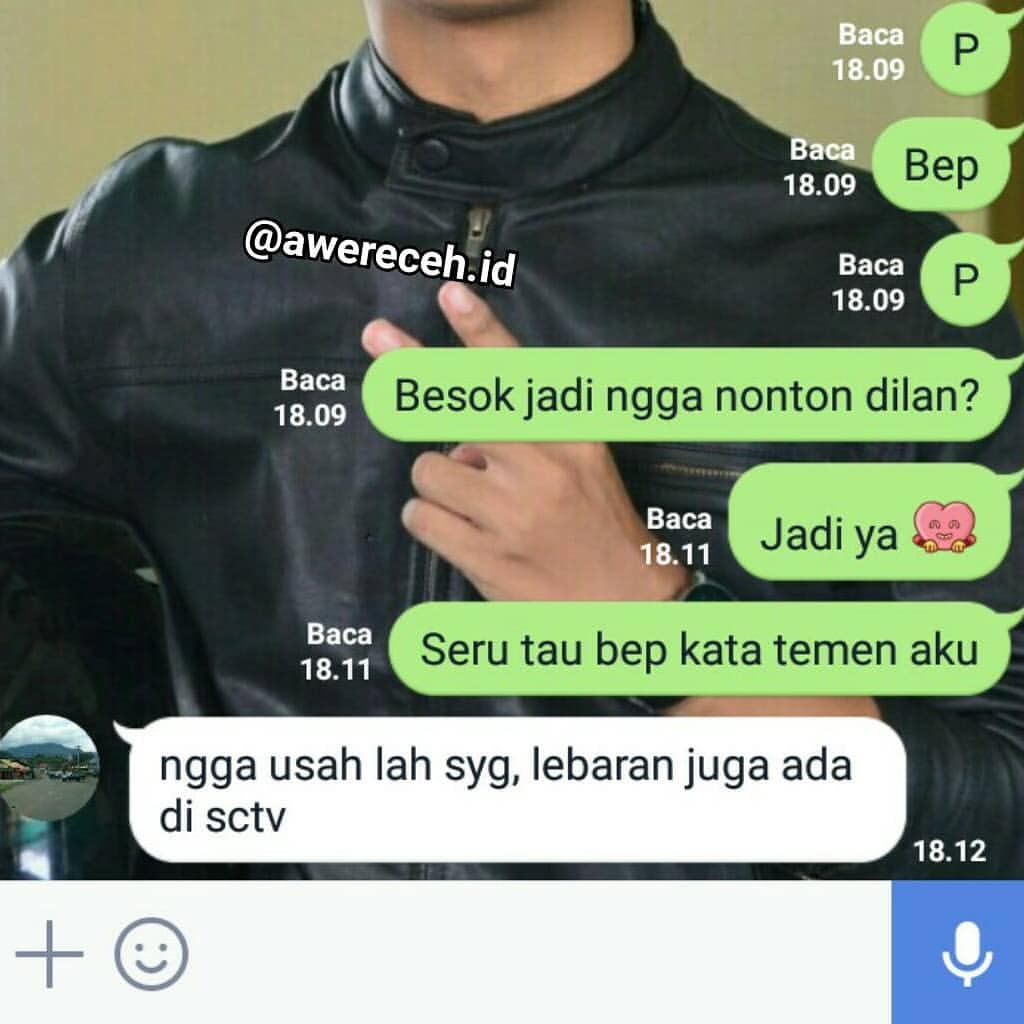 Baca
18.09
P
Baca
18.09
Bep
@awereceh.id
Baca
18.09
P
Baca
18.09
Besok jadi ngga nonton dilan?
Baca
18.11
Jadi ya
Baca
18.11
Seru tau bep kata temen aku
ngga usah lah syg, lebaran juga ada
di sctv
18.12